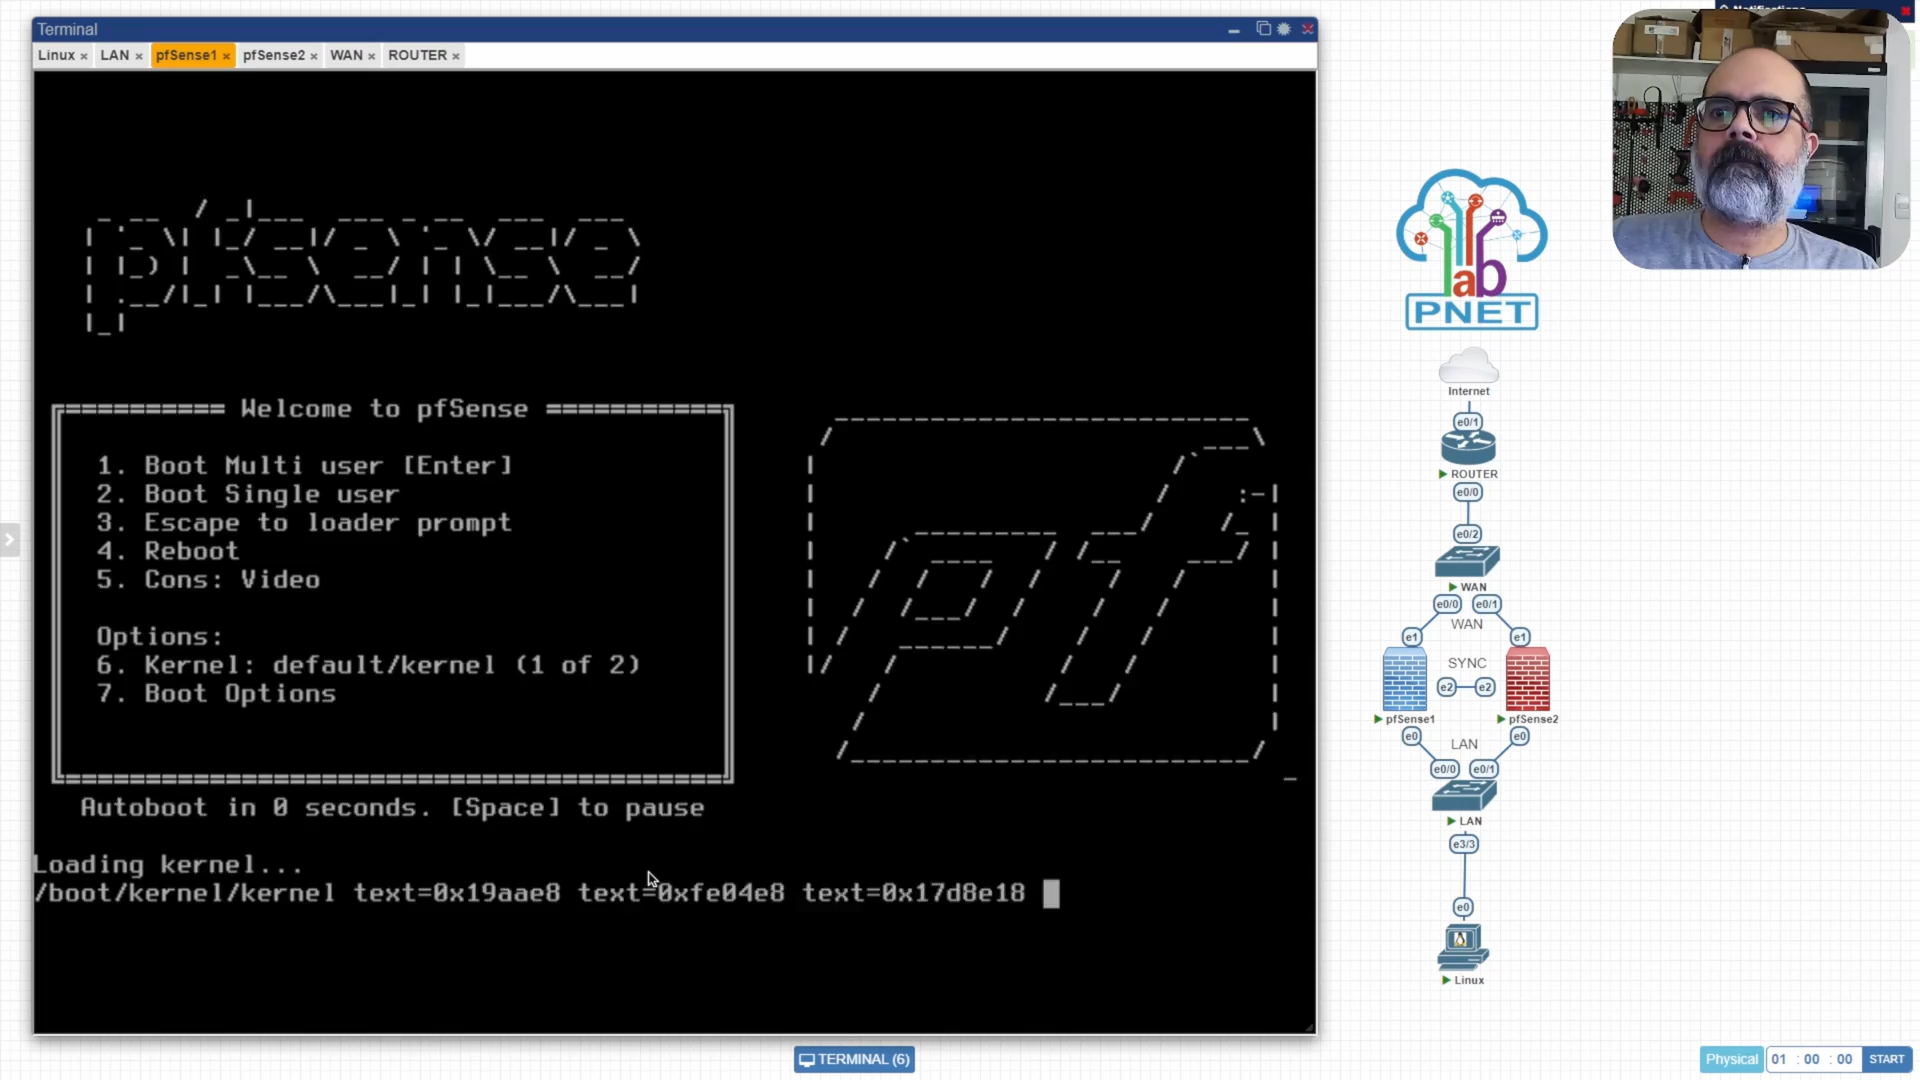 Terminal
Linux × LAN × pfSense1 × pfSense2 × WAN × ROUTER ×
pfSense
========== Welcome to pfSense ==========
1. Boot Multi user [Enter]
2. Boot Single user
3. Escape to loader prompt
4. Reboot
5. Cons: Video
Options:
6. Kernel: default/kernel (1 of 2)
7. Boot Options
Autoboot in 0 seconds. [Space] to pause
Loading kernel...
/boot/kernel/kernel text=0x19aae8 text=0xfe04e8 text=0x17d8e18
pf
Notifications
lab
PNET
Internet
e0/1
ROUTER
e0/0
e0/2
WAN
e0/0 e0/1
WAN
e1 e1
SYNC
e2 e2
pfSense1 pfSense2
e0 e0
LAN
e0/0 e0/1
LAN
e3/3
e0
Linux
TERMINAL (6)
Physical 01 : 00 : 00 START